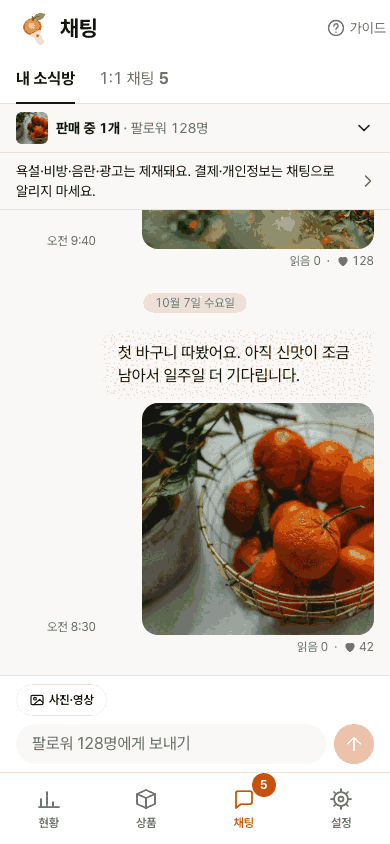 채팅
가이드
내 소식방
1:1 채팅 5
판매 중 1개 · 팔로워 128명
욕설·비방·음란·광고는 제재돼요. 결제·개인정보는 채팅으로
알리지 마세요.
오전 9:40
읽음 0 · 128
10월 7일 수요일
첫 바구니 따봤어요. 아직 신맛이 조금
남아서 일주일 더 기다립니다.
오전 8:30
읽음 0 · 42
사진·영상
팔로워 128명에게 보내기
5
현황
상품
채팅
설정